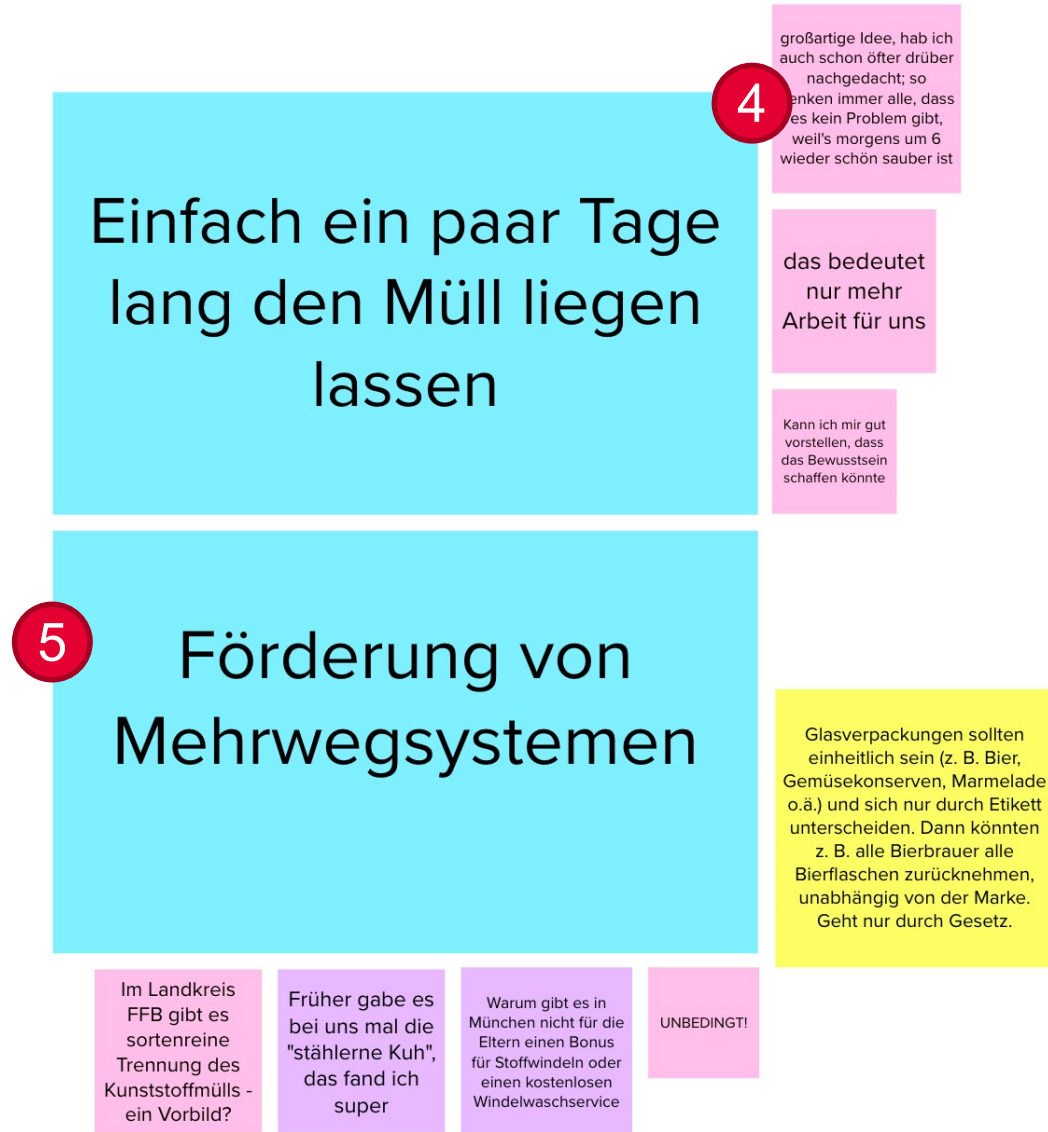 4
großartige Idee, hab ich
auch schon öfter drüber
nachgedacht; so
enken immer alle, dass
es kein Problem gibt,
weil's morgens um 6
wieder schön sauber ist
Einfach ein paar Tage
lang den Müll liegen
lassen
das bedeutet
nur mehr
Arbeit für uns
Kann ich mir gut
vorstellen, dass
das Bewusstsein
schaffen könnte
5
Förderung von
Mehrwegsystemen
Glasverpackungen sollten
einheitlich sein (z. B. Bier,
Gemüsekonserven, Marmelade
o.ä.) und sich nur durch Etikett
unterscheiden. Dann könnten
z. B. alle Bierbrauer alle
Bierflaschen zurücknehmen,
unabhängig von der Marke.
Geht nur durch Gesetz.
Im Landkreis
FFB gibt es
sortenreine
Trennung des
Kunststoffmülls -
ein Vorbild?
Früher gabe es
bei uns mal die
"stählerne Kuh",
das fand ich
super
Warum gibt es in
München nicht für die
Eltern einen Bonus
für Stoffwindeln oder
einen kostenlosen
Windelwaschservice
UNBEDINGT!